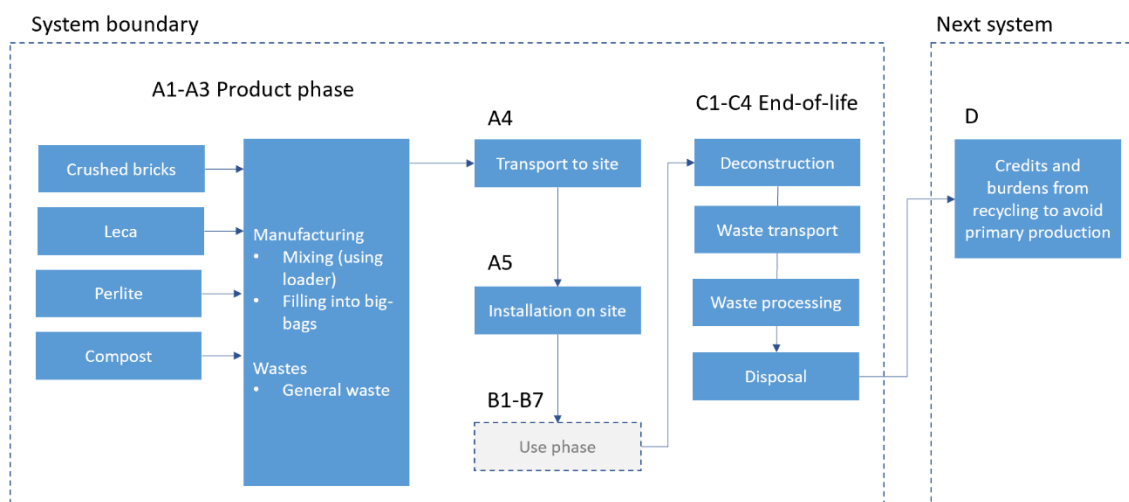 System boundary
Next system
A1-A3 Product phase
Crushed bricks
Leca
Perlite
Compost
Manufacturing
• Mixing (using
loader)
• Filling into big-
bags
Wastes
• General waste
A4
Transport to site
A5
Installation on site
B1-B7
Use phase
C1-C4 End-of-life
Deconstruction
Waste transport
Waste processing
Disposal
D
Credits and
burdens from
recycling to avoid
primary production